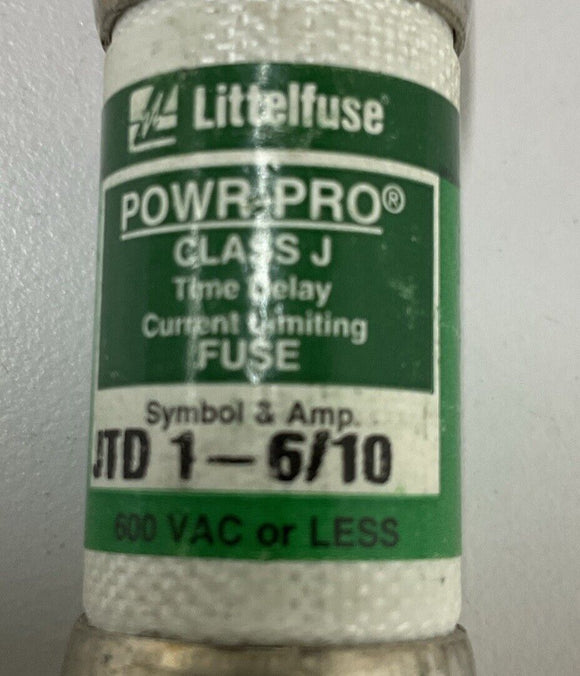 Littelfuse
POWR-PRO®
CLASS J
Time Delay
Current Limiting
FUSE
Symbol & Amp.
JTD 1-6/10
600 VAC or LESS